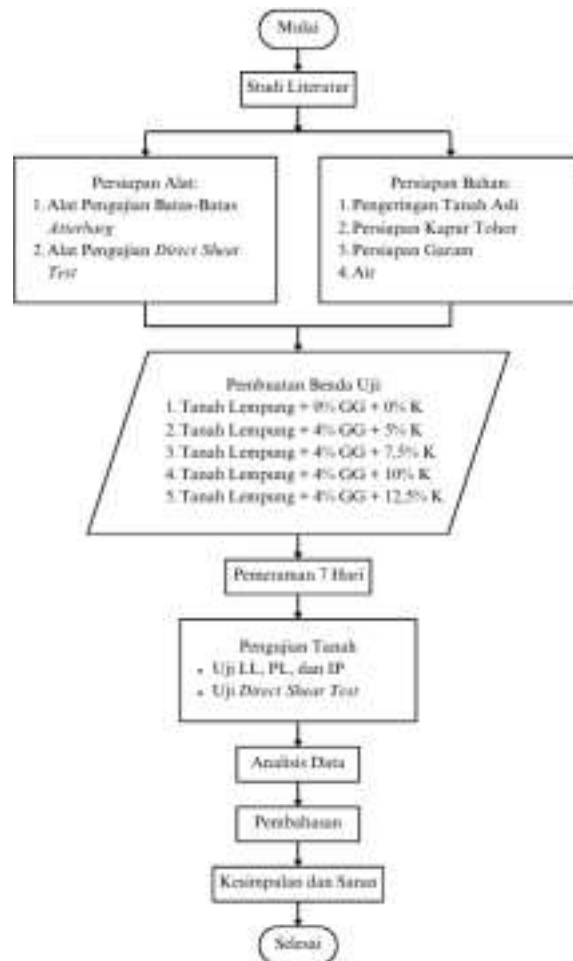 Mulai
Studi Literatur
Persiapan Alat:
1. Alat Pengujian Batas-Batas
Atterbarg
2. Alat Pengujian Direct Shear
Test
Persiapan Bahan:
1. Pengeringan Tanah Asli
2. Persiapan Kapur Tohor
3. Persiapan Garam
4. Air
Pembuatan Benda Uji
1. Tanah Lempung + 0% GG + 0% K
2. Tanah Lempung + 4% GG + 5% K
3. Tanah Lempung + 4% GG + 7,5% K
4. Tanah Lempung + 4% GG + 10% K
5. Tanah Lempung + 4% GG + 12,5% K
Pemeraman 7 Hari
Pengujian Tanah
• Uji LL, PL, dan IP
• Uji Direct Shear Test
Analisis Data
Pembahasan
Kesimpulan dan Saran
Selesai